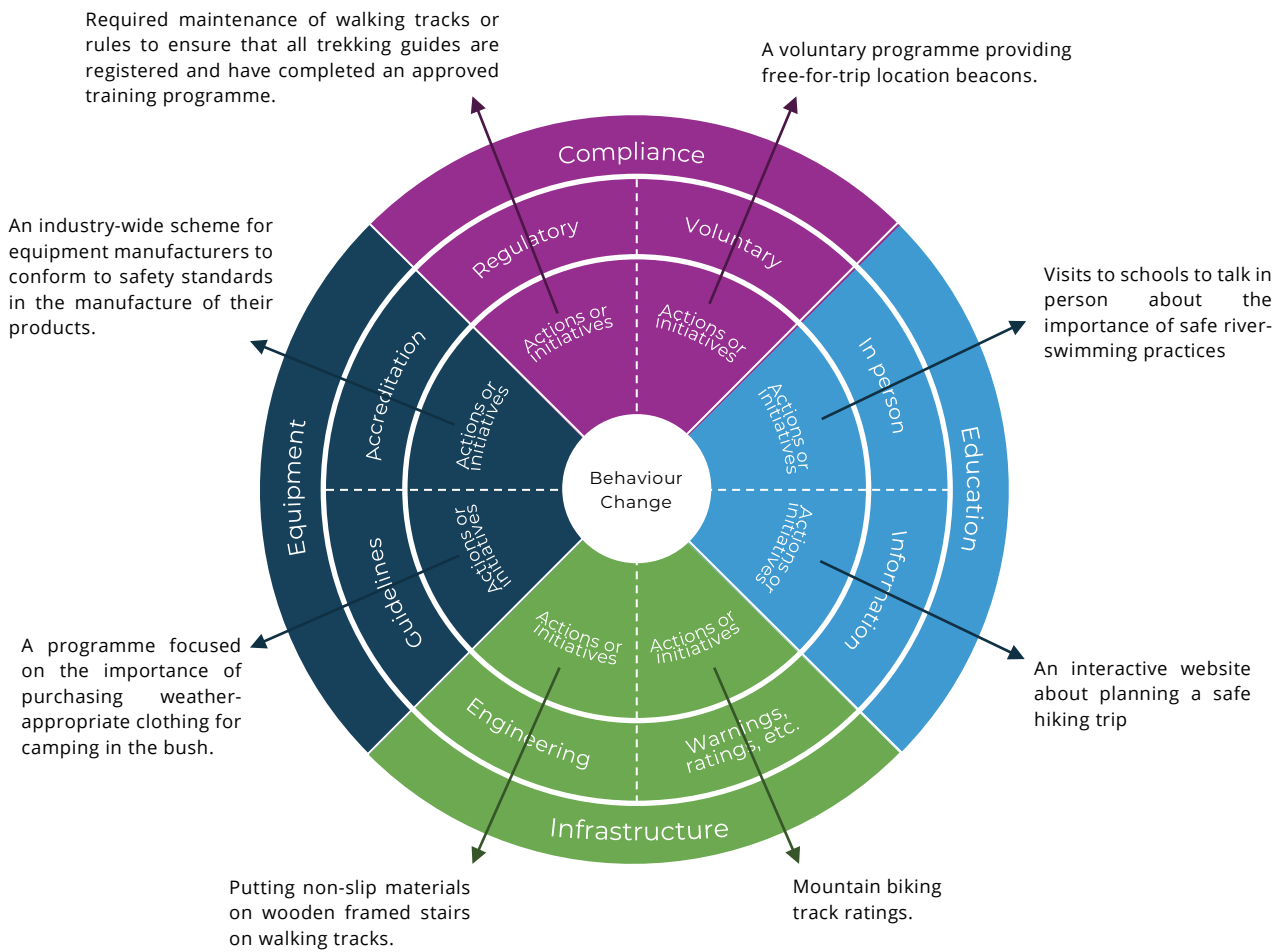 Required maintenance of walking tracks or
rules to ensure that all trekking guides are
registered and have completed an approved
training programme.
A voluntary programme providing
free-for-trip location beacons.
Compliance
Regulatory
Voluntary
Actions or
initiatives
Actions or
initiatives
An industry-wide scheme for
equipment manufacturers to
conform to safety standards
in the manufacture of their
products.
Visits to schools to talk in
person about the
importance of safe river-
swimming practices
Equipment
Accreditation
Actions or
initiatives
Guidelines
Actions or
initiatives
Behaviour
Change
In person
Actions or
initiatives
Education
Information
Actions or
initiatives
A programme focused
on the importance of
purchasing weather-
appropriate clothing for
camping in the bush.
An interactive website
about planning a safe
hiking trip
Actions or
initiatives
Actions or
initiatives
Engineering
Warnings,
ratings, etc.
Infrastructure
Putting non-slip materials
on wooden framed stairs
on walking tracks.
Mountain biking
track ratings.